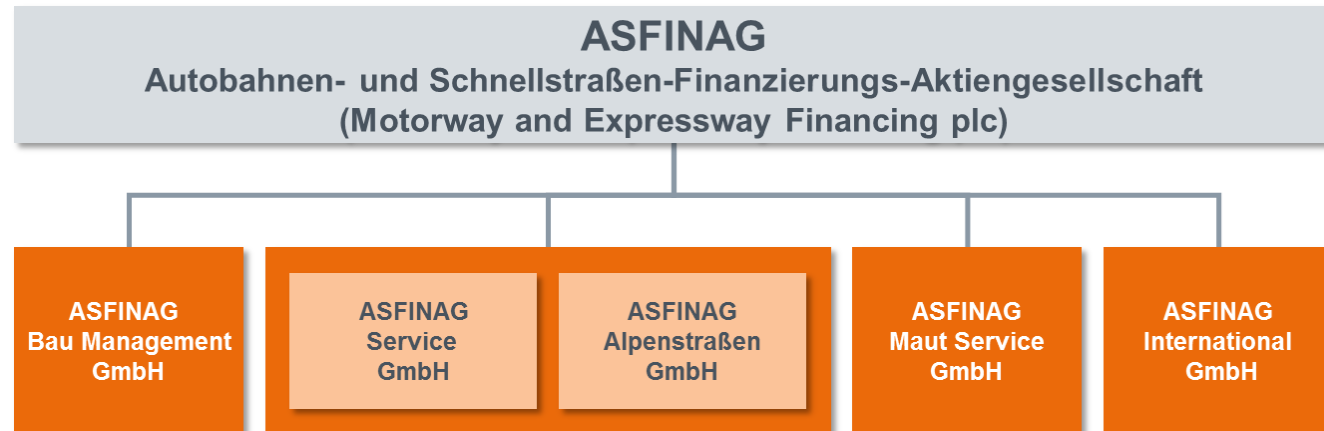 ASFINAG
Autobahnen- und Schnellstraßen-Finanzierungs-Aktiengesellschaft
(Motorway and Expressway Financing plc)
ASFINAG
Bau Management
GmbH
ASFINAG
Service
GmbH
ASFINAG
Alpenstraßen
GmbH
ASFINAG
Maut Service
GmbH
ASFINAG
International
GmbH